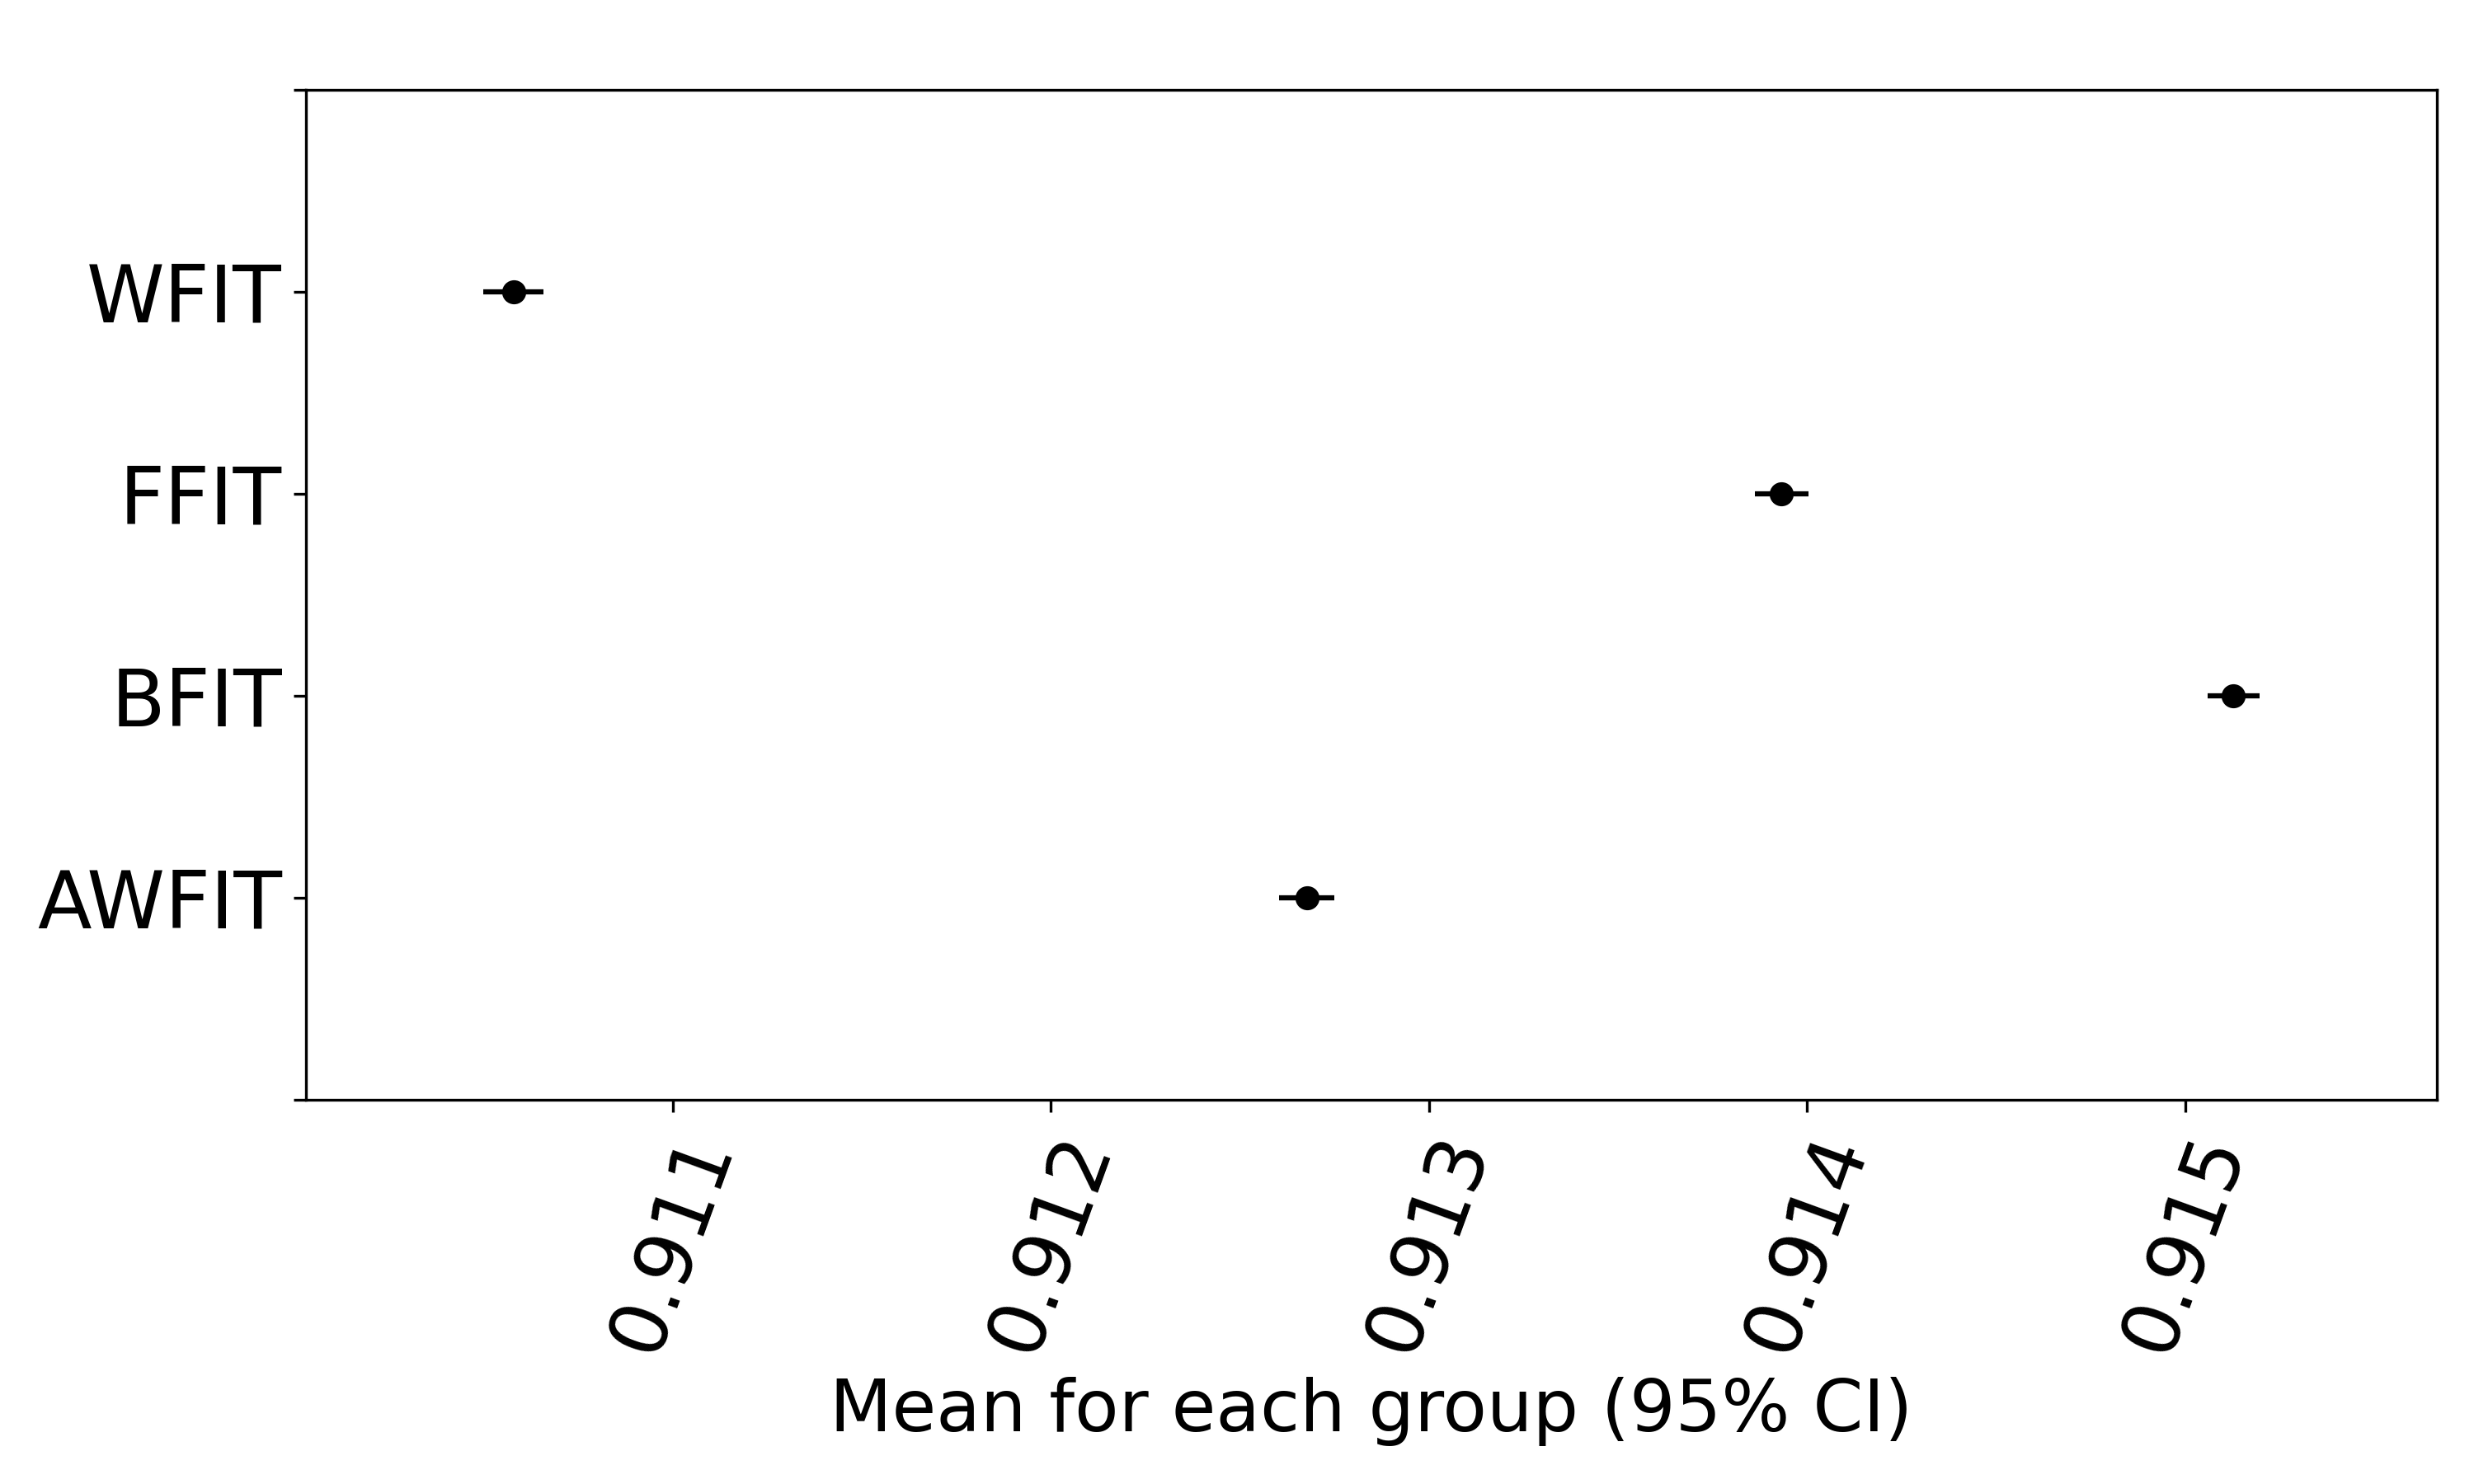 WFIT
FFIT
BFIT
AWFIT
0.911
0.912
0.913
0.914
0.915
Mean for each group (95% CI)